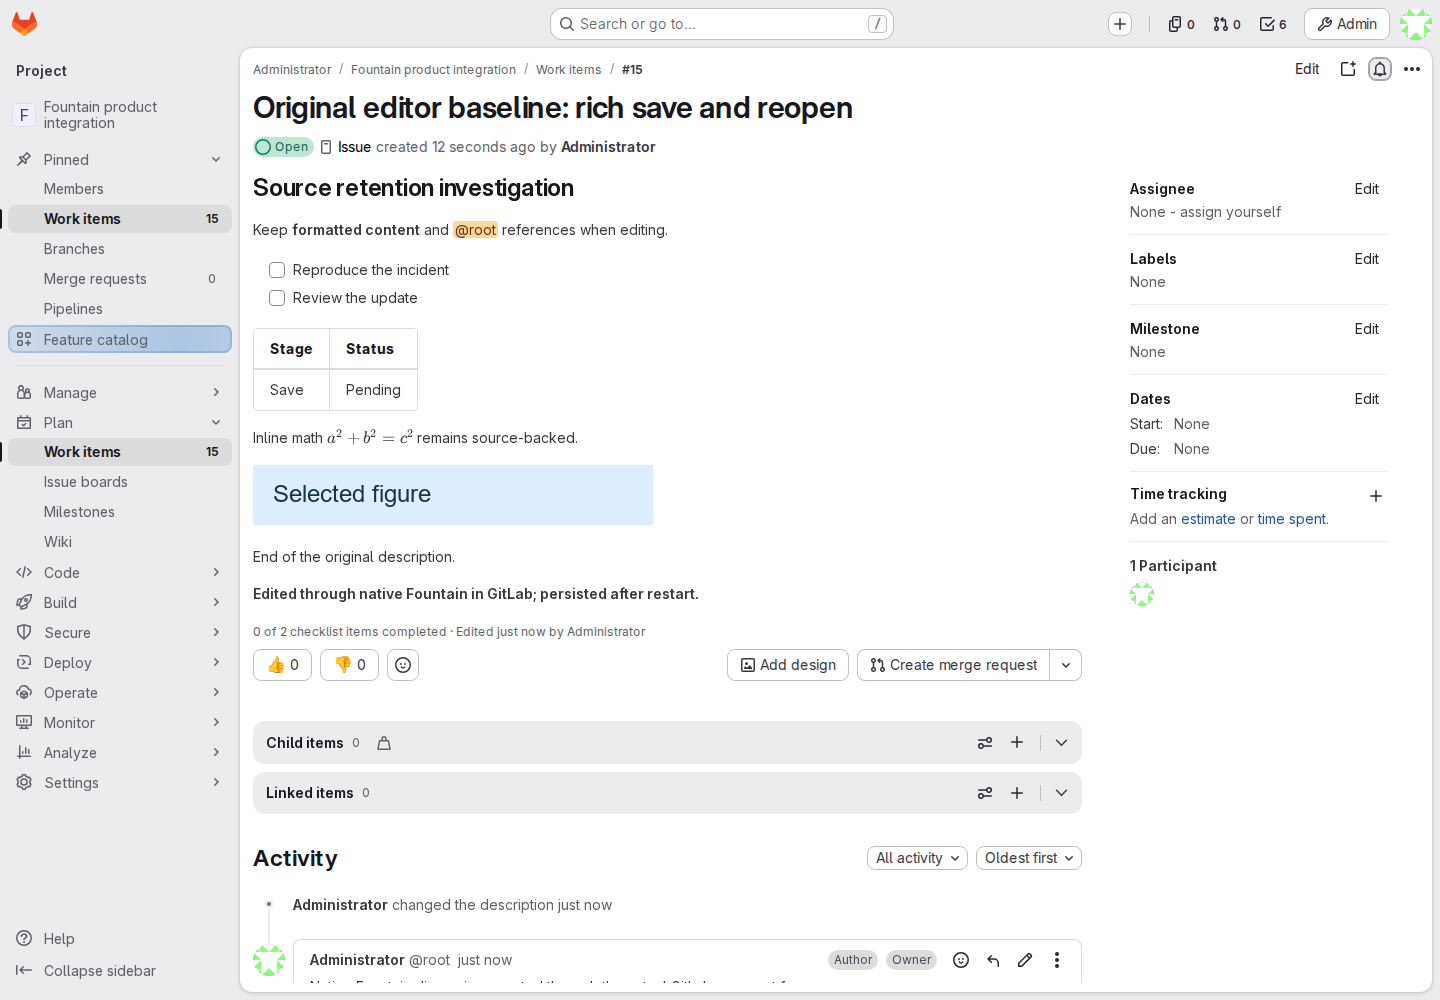 Search or go to...
/
0
0
6
Admin
Project
F
Fountain product integration
Pinned
Members
Work items
15
Branches
Merge requests
0
Pipelines
Feature catalog
Manage
Plan
Work items
15
Issue boards
Milestones
Wiki
Code
Build
Secure
Deploy
Operate
Monitor
Analyze
Settings
Help
Collapse sidebar
Administrator / Fountain product integration / Work items / #15
Edit
Original editor baseline: rich save and reopen
Open Issue created 12 seconds ago by Administrator
Source retention investigation
Keep formatted content and @root references when editing.
Reproduce the incident
Review the update
Stage Status
Save Pending
Inline math a² + b² = c² remains source-backed.
Selected figure
End of the original description.
Edited through native Fountain in GitLab; persisted after restart.
0 of 2 checklist items completed · Edited just now by Administrator
👍 0
👎 0
Add design
Create merge request
Child items 0
Linked items 0
Activity
All activity
Oldest first
Administrator changed the description just now
Administrator @root just now
Author
Owner
Assignee
Edit
None - assign yourself
Labels
Edit
None
Milestone
Edit
None
Dates
Edit
Start: None
Due: None
Time tracking
Add an estimate or time spent.
1 Participant